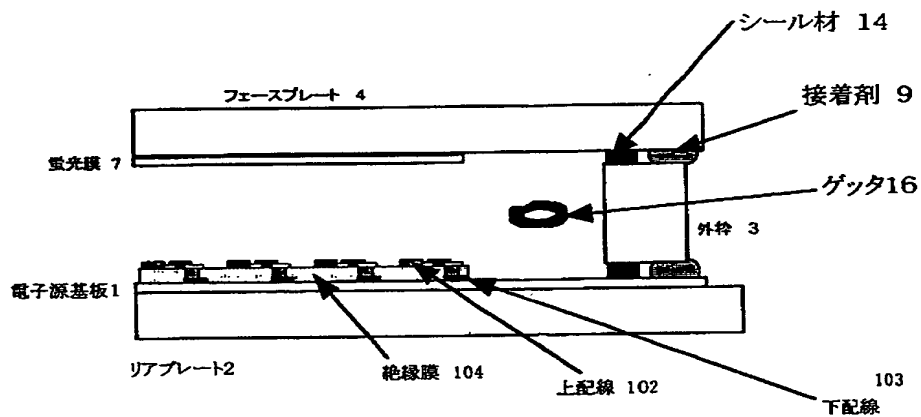 シール材 14
フェースプレート 4
接着剤 9
蛍光膜 7
ゲッタ16
外枠 3
電子源基板1
リアプレート2
絶縁膜 104
上配線 102
103
下配線